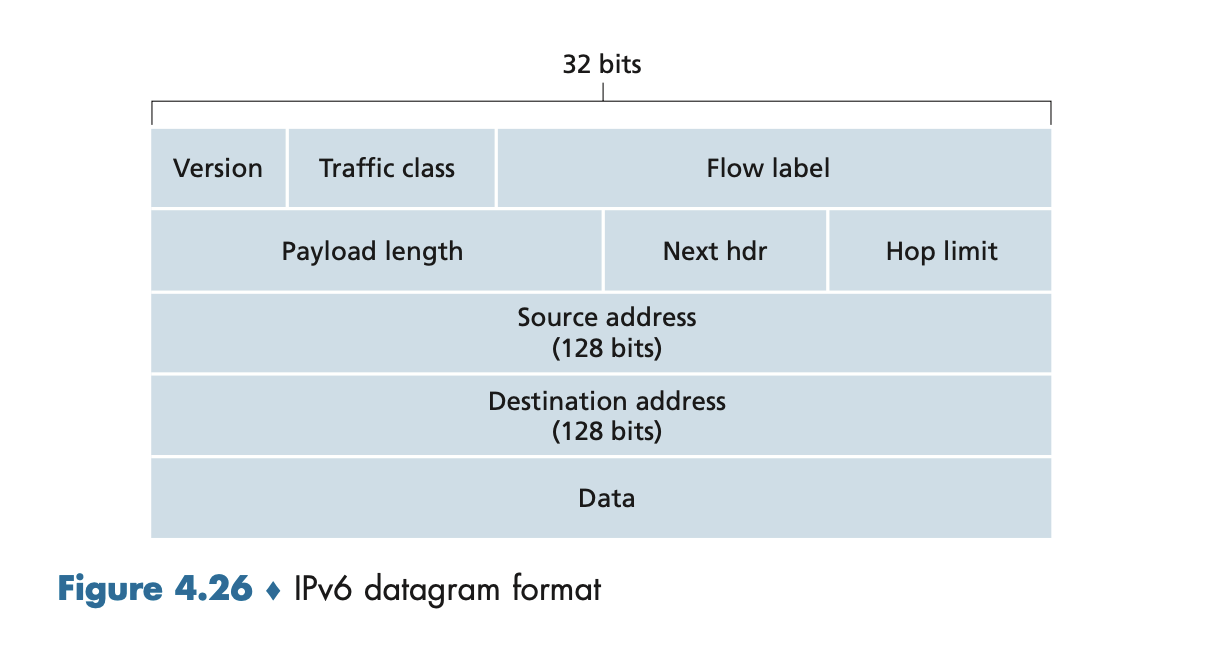 32 bits
Version Traffic class Flow label
Payload length Next hdr Hop limit
Source address
(128 bits)
Destination address
(128 bits)
Data
Figure 4.26 ♦ IPv6 datagram format